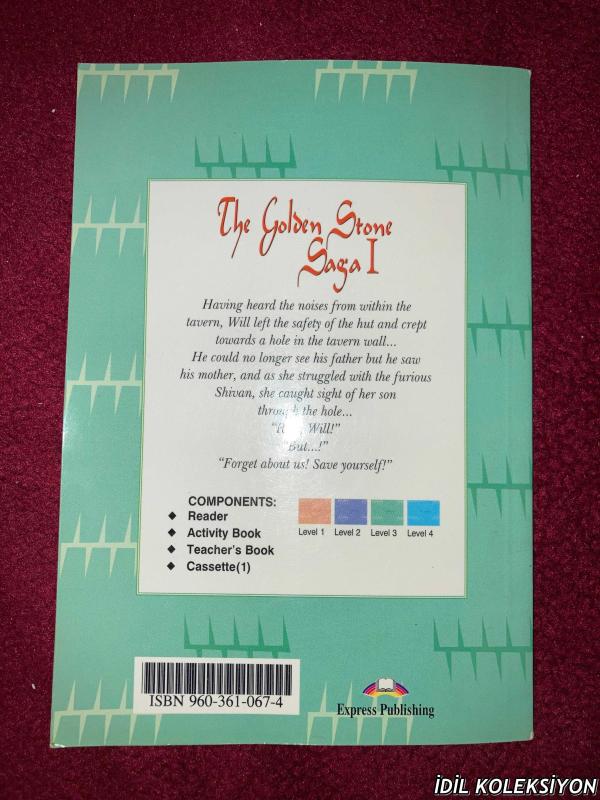 The Golden Stone
Saga I
Having heard the noises from within the
tavern, Will left the safety of the hut and crept
towards a hole in the tavern wall...
He could no longer see his father but he saw
his mother, and as she struggled with the furious
Shivan, she caught sight of her son
through the hole...
Will!"
"But...!"
"Forget about us! Save yourself!"
COMPONENTS:
◆ Reader
◆ Activity Book
◆ Teacher's Book
◆ Cassette(1)
Level 1 Level 2 Level 3 Level 4
ISBN 960-361-067-4
Express Publishing
İDİL KOLEKSİYON